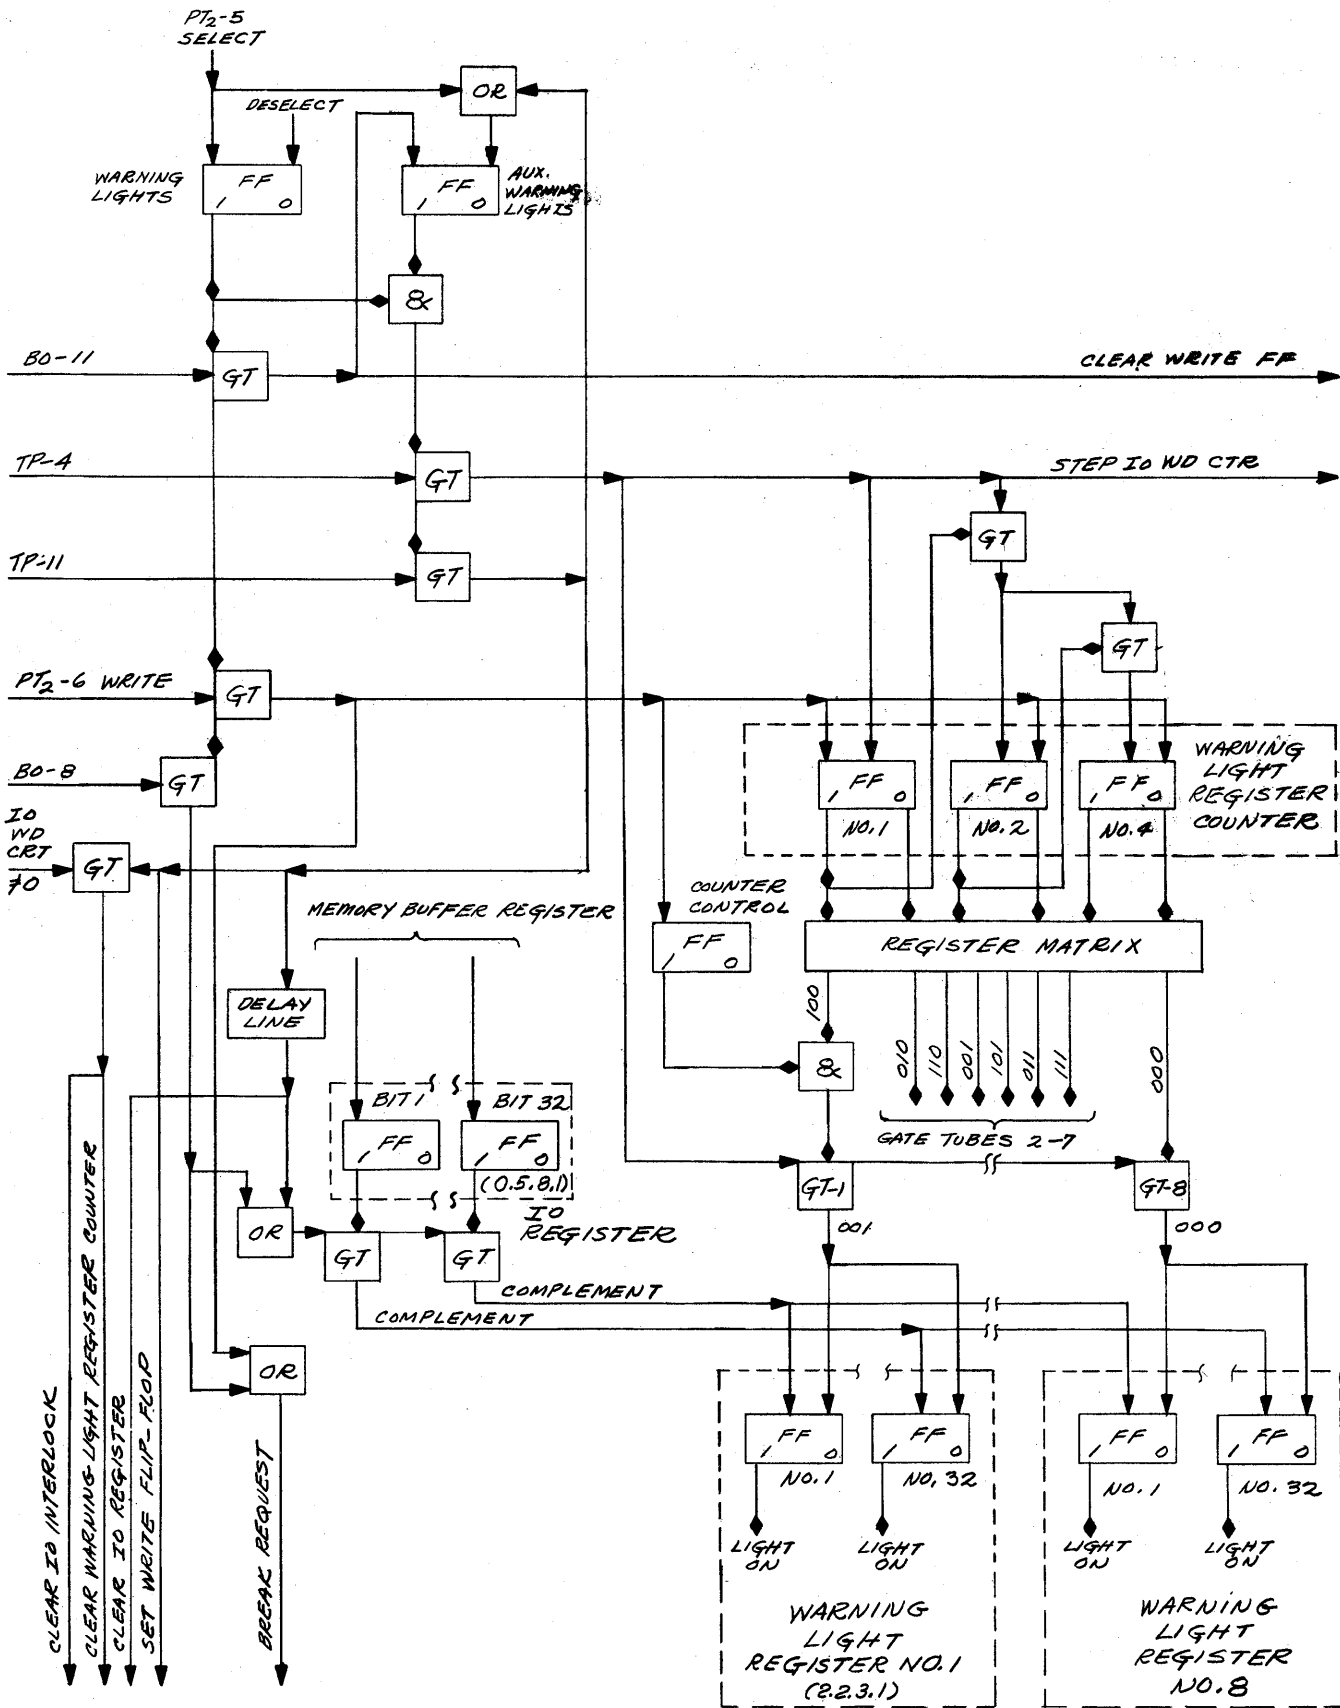 PT2-5
SELECT
DESELECT
OR
WARNING
LIGHTS
1 FF 0
1 FF 0
AUX.
WARNING
LIGHTS
&
BO-11
GT
CLEAR WRITE FF
TP-4
GT
STEP IO WD CTR
GT
TP-11
GT
GT
PT2-6 WRITE
GT
BO-8
GT
WARNING
LIGHT
REGISTER
COUNTER
1 FF 0
1 FF 0
1 FF 0
NO.1
NO.2
NO.4
IO
WD
CRT
≠0
GT
COUNTER
CONTROL
MEMORY BUFFER REGISTER
1 FF 0
REGISTER MATRIX
DELAY
LINE
100
010
110
001
101
011
111
000
&
BIT 1
BIT 32
1 FF 0
1 FF 0
(0.5.8.1)
GATE TUBES 2-7
GT-1
GT-8
IO
REGISTER
OR
GT
GT
001
000
COMPLEMENT
COMPLEMENT
OR
1 FF 0
1 FF 0
1 FF 0
1 FF 0
NO.1
NO.32
NO.1
NO.32
LIGHT
ON
LIGHT
ON
LIGHT
ON
LIGHT
ON
WARNING
LIGHT
REGISTER NO.1
(2.2.3.1)
WARNING
LIGHT
REGISTER
NO.8
CLEAR IO INTERLOCK
CLEAR WARNING LIGHT REGISTER COUNTER
CLEAR IO REGISTER
SET WRITE FLIP-FLOP
BREAK REQUEST